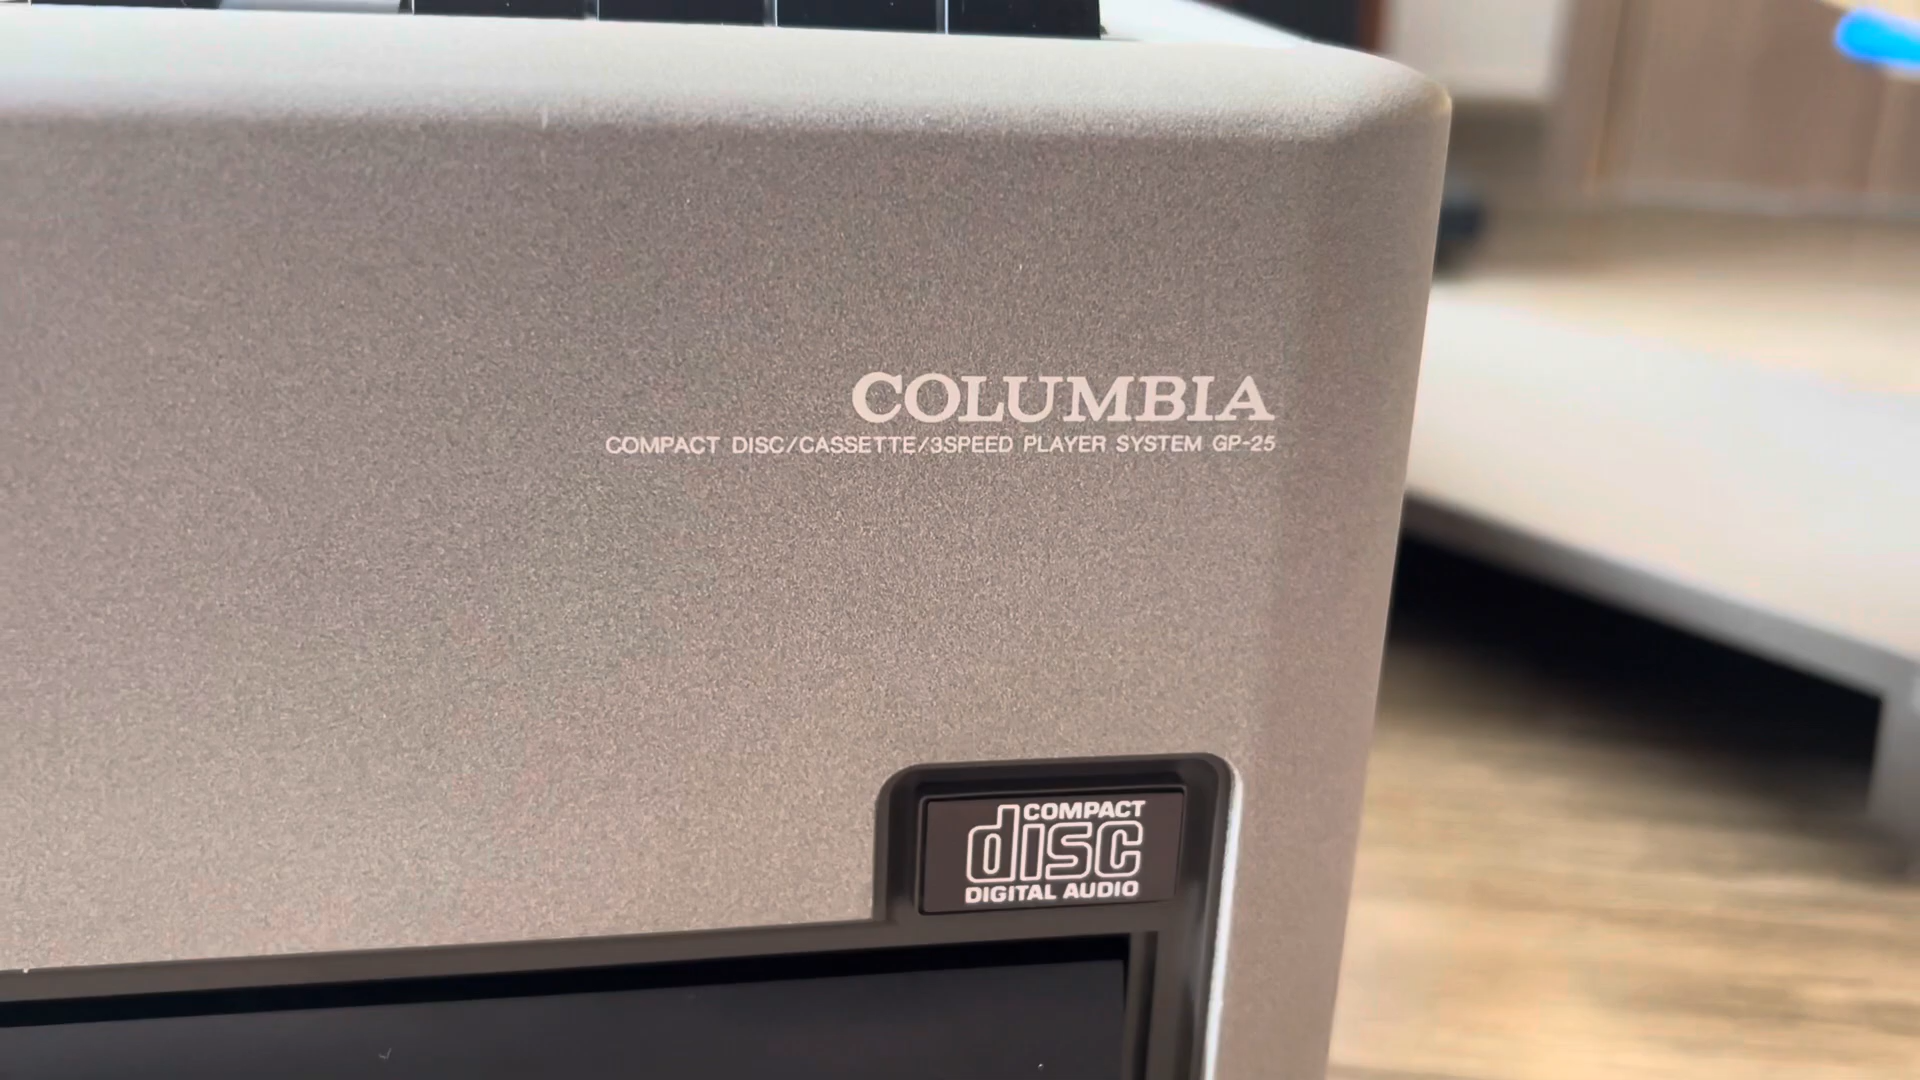 COLUMBIA
COMPACT DISC/CASSETTE/3SPEED PLAYER SYSTEM GP-25
COMPACT
disc
DIGITAL AUDIO